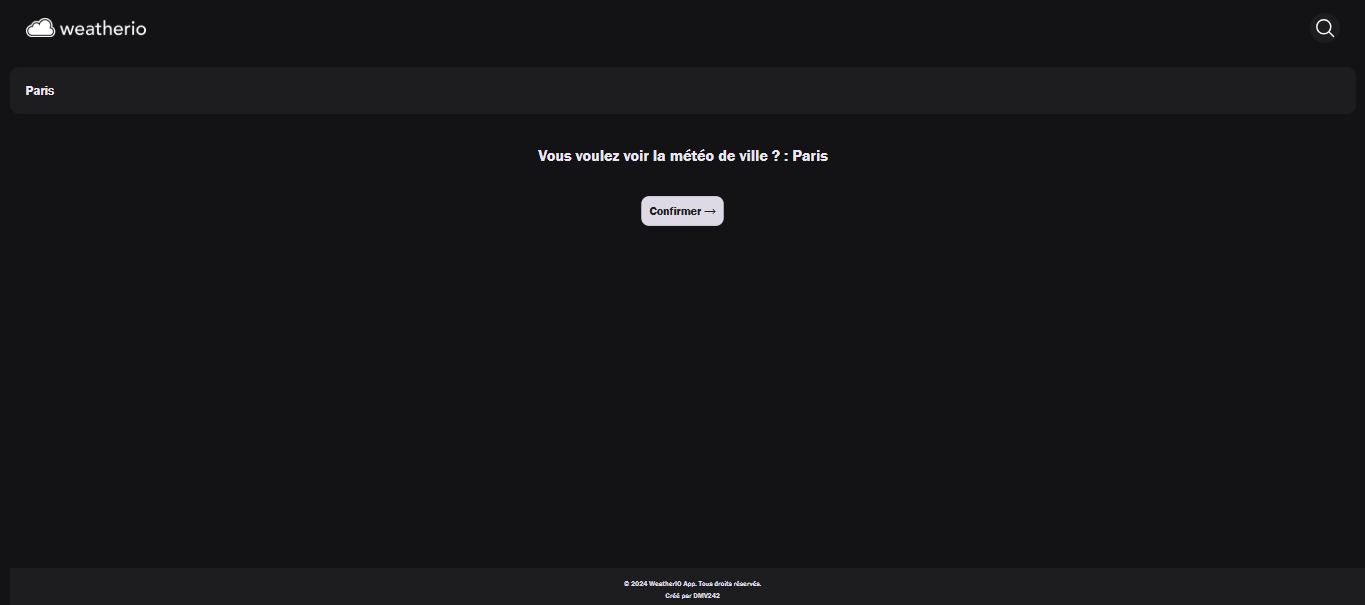 weatherio
Paris
Vous voulez voir la météo de ville ? : Paris
Confirmer →
© 2024 WeatherIO App. Tous droits réservés.
Créé par DMV242